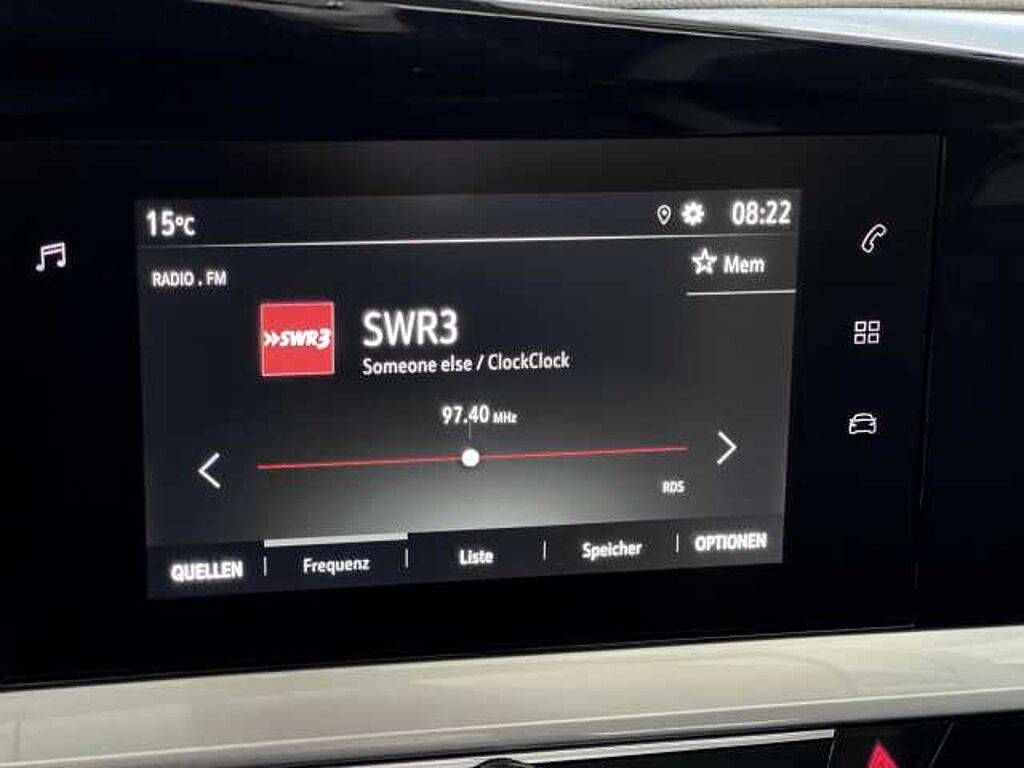 15°C 08:22
RADIO . FM
Mem
»SWR3
SWR3
Someone else / ClockClock
97.40 MHz
RDS
QUELLEN Frequenz Liste Speicher OPTIONEN